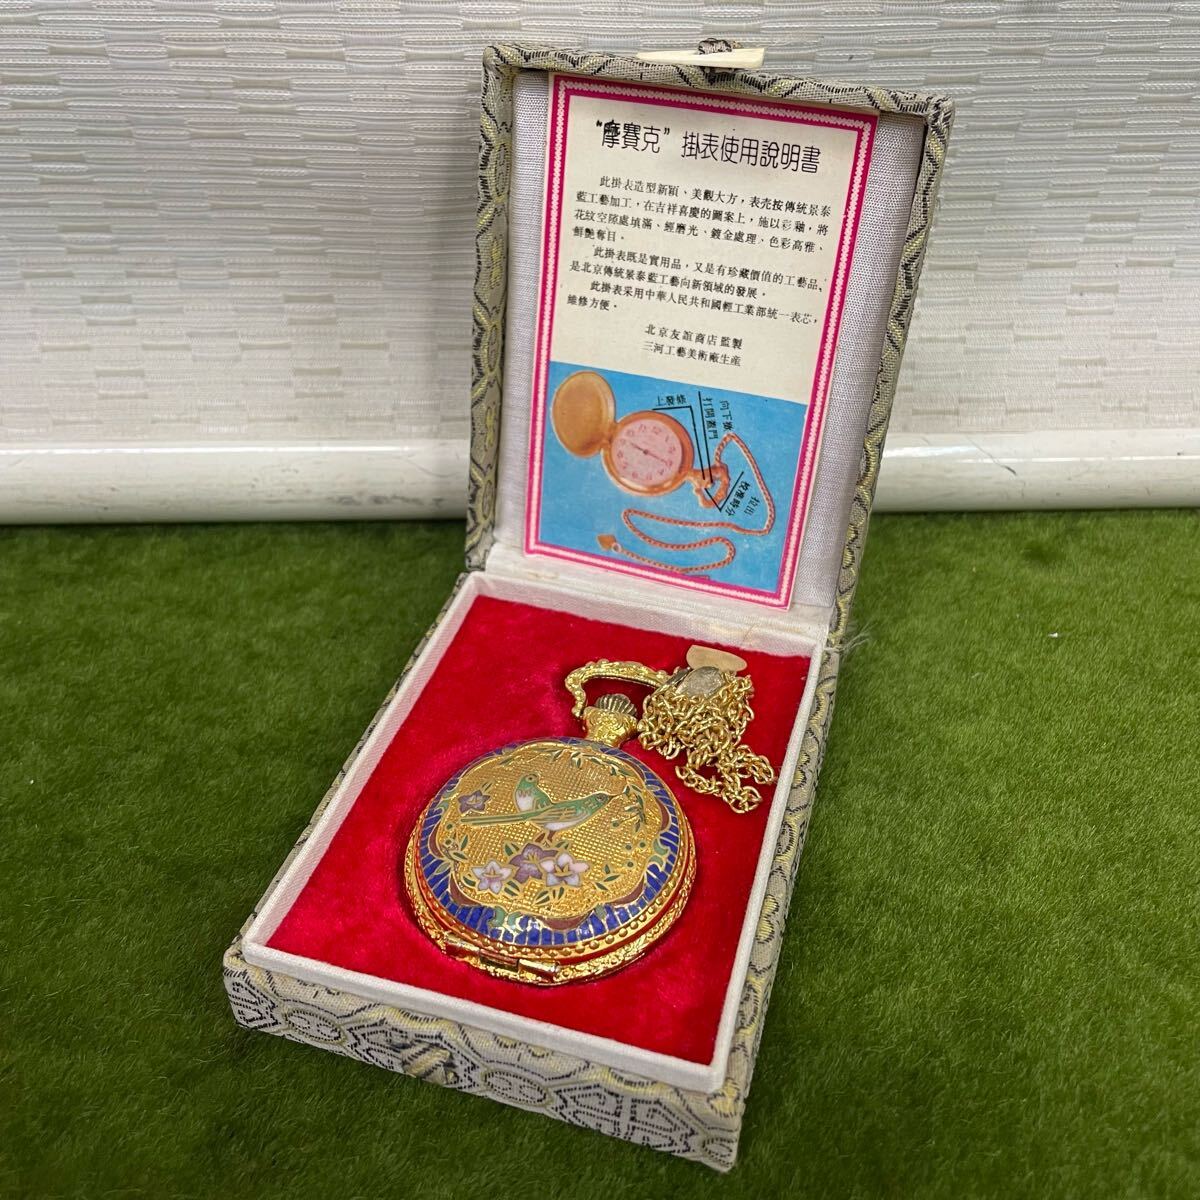 “摩賽克”掛表使用說明書
此掛表造型新穎、美觀大方，表壳按傳統景泰
藍工藝加工，在吉祥喜慶的圖案上，施以彩釉，將
花紋空隙處填滿、經磨光、鍍金處理、色彩高雅、
鮮艷奪目。
此掛表既是實用品，又是有珍藏價值的工藝品、
是北京傳統景泰藍工藝向新領域的發展。
此掛表采用中華人民共和國輕工業部統一表芯，
維修方便。
北京友誼商店監製
三河工藝美術廠生産
上發條
向下撳
打開蓋門
拉出
校準時分